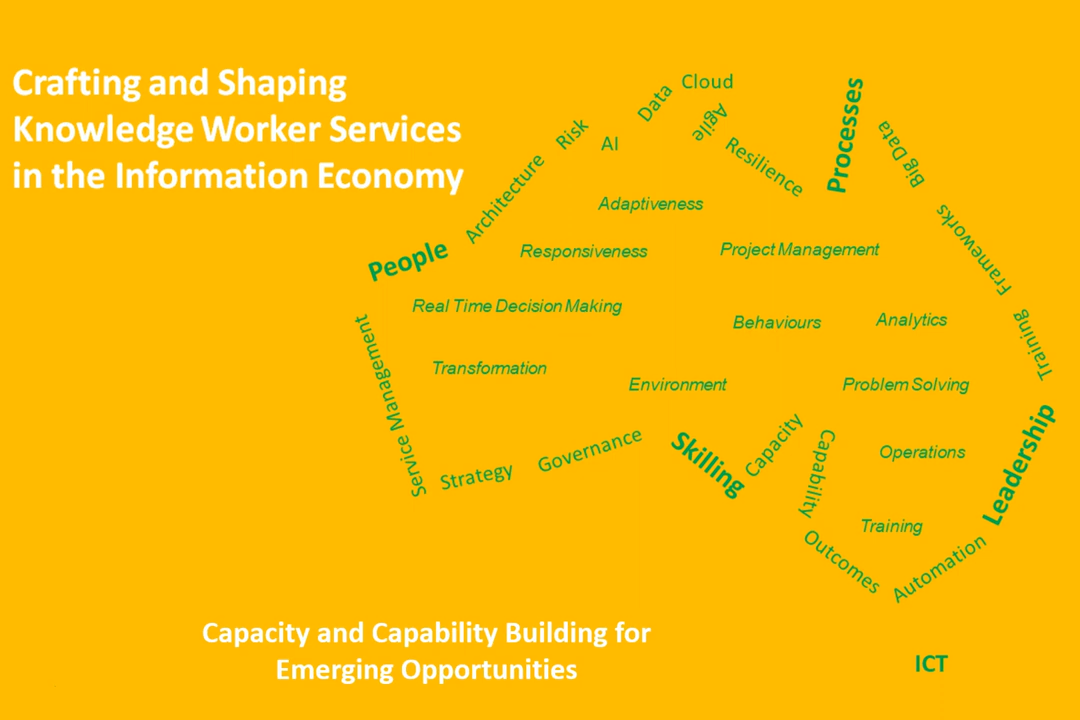 Crafting and Shaping
Knowledge Worker Services
in the Information Economy
Cloud
Data
Agile
Processes
Risk
AI
Resilience
Big Data
Architecture
Adaptiveness
People
Responsiveness
Project Management
Frameworks
Real Time Decision Making
Behaviours
Analytics
Training
Service Management
Transformation
Environment
Problem Solving
Strategy
Governance
Skilling
Capacity
Capability
Operations
Leadership
Training
Outcomes
Automation
Capacity and Capability Building for
Emerging Opportunities
ICT